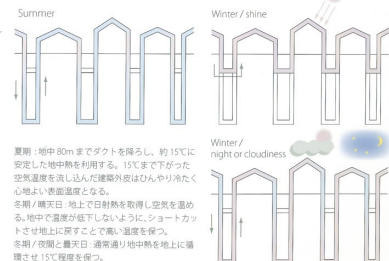 Summer
Winter / shine
夏期 : 地中 80m までダクトを降ろし、約 15℃に
安定した地中熱を利用する。15℃まで下がった
空気温度を流し込んだ建築外皮はひんやり冷たく
心地よい表面温度となる。
冬期 / 晴天日 : 地上で日射熱を取得し空気を温め
る。地中で温度が低下しないように、ショートカッ
トさせ地上に戻すことで高い温度を保つ。
冬期 / 夜間と曇天日 : 通常通り地中熱を地上に循
環させ 15℃程度を保つ。
Winter /
night or cloudiness